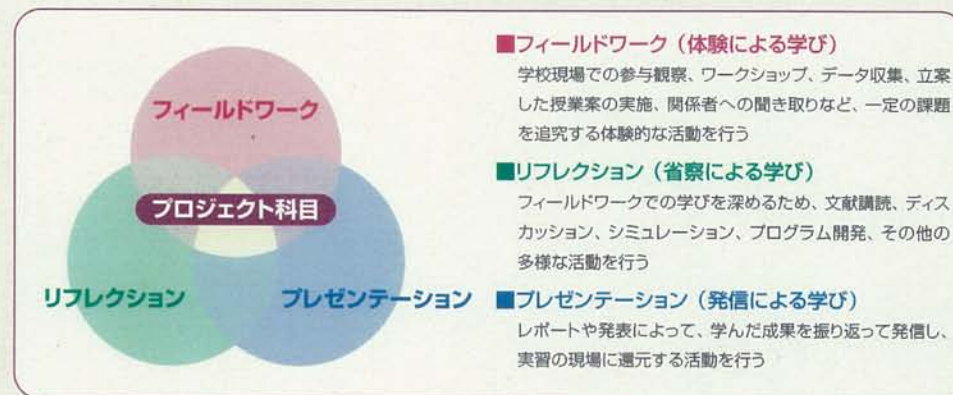 フィールドワーク
プロジェクト科目
リフレクション
プレゼンテーション
■フィールドワーク（体験による学び）
学校現場での参与観察、ワークショップ、データ収集、立案
した授業案の実施、関係者への聞き取りなど、一定の課題
を追究する体験的な活動を行う
■リフレクション（省察による学び）
フィールドワークでの学びを深めるため、文献講読、ディス
カッション、シミュレーション、プログラム開発、その他の
多様な活動を行う
■プレゼンテーション（発信による学び）
レポートや発表によって、学んだ成果を振り返って発信し、
実習の現場に還元する活動を行う